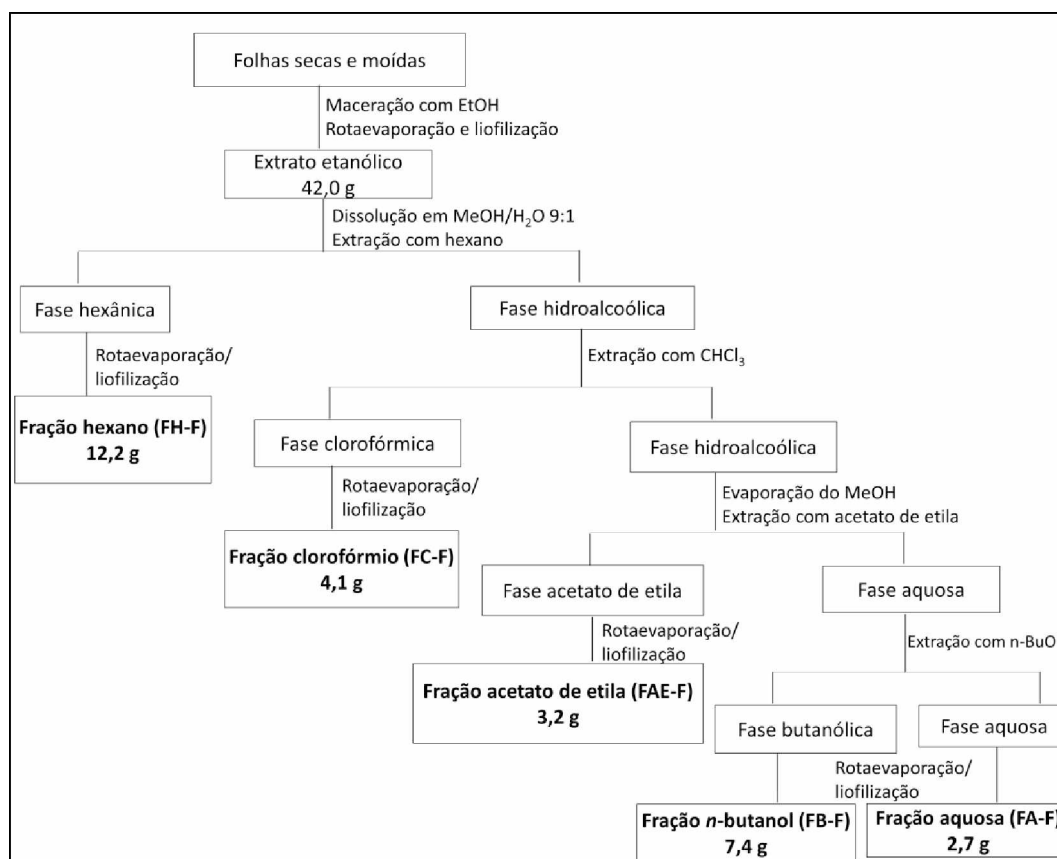 Folhas secas e moídas
Maceração com EtOH
Rotaevaporação e liofilização
Extrato etanólico
42,0 g
Dissolução em MeOH/H₂O 9:1
Extração com hexano
Fase hexânica
Fase hidroalcoólica
Rotaevaporação/
liofilização
Extração com CHCl₃
Fração hexano (FH-F)
12,2 g
Fase clorofórmica
Fase hidroalcoólica
Rotaevaporação/
liofilização
Evaporação do MeOH
Extração com acetato de etila
Fração clorofórmio (FC-F)
4,1 g
Fase acetato de etila
Fase aquosa
Rotaevaporação/
liofilização
Extração com n-BuO
Fração acetato de etila (FAE-F)
3,2 g
Fase butanólica
Fase aquosa
Rotaevaporação/
liofilização
Fração n-butanol (FB-F)
7,4 g
Fração aquosa (FA-F)
2,7 g